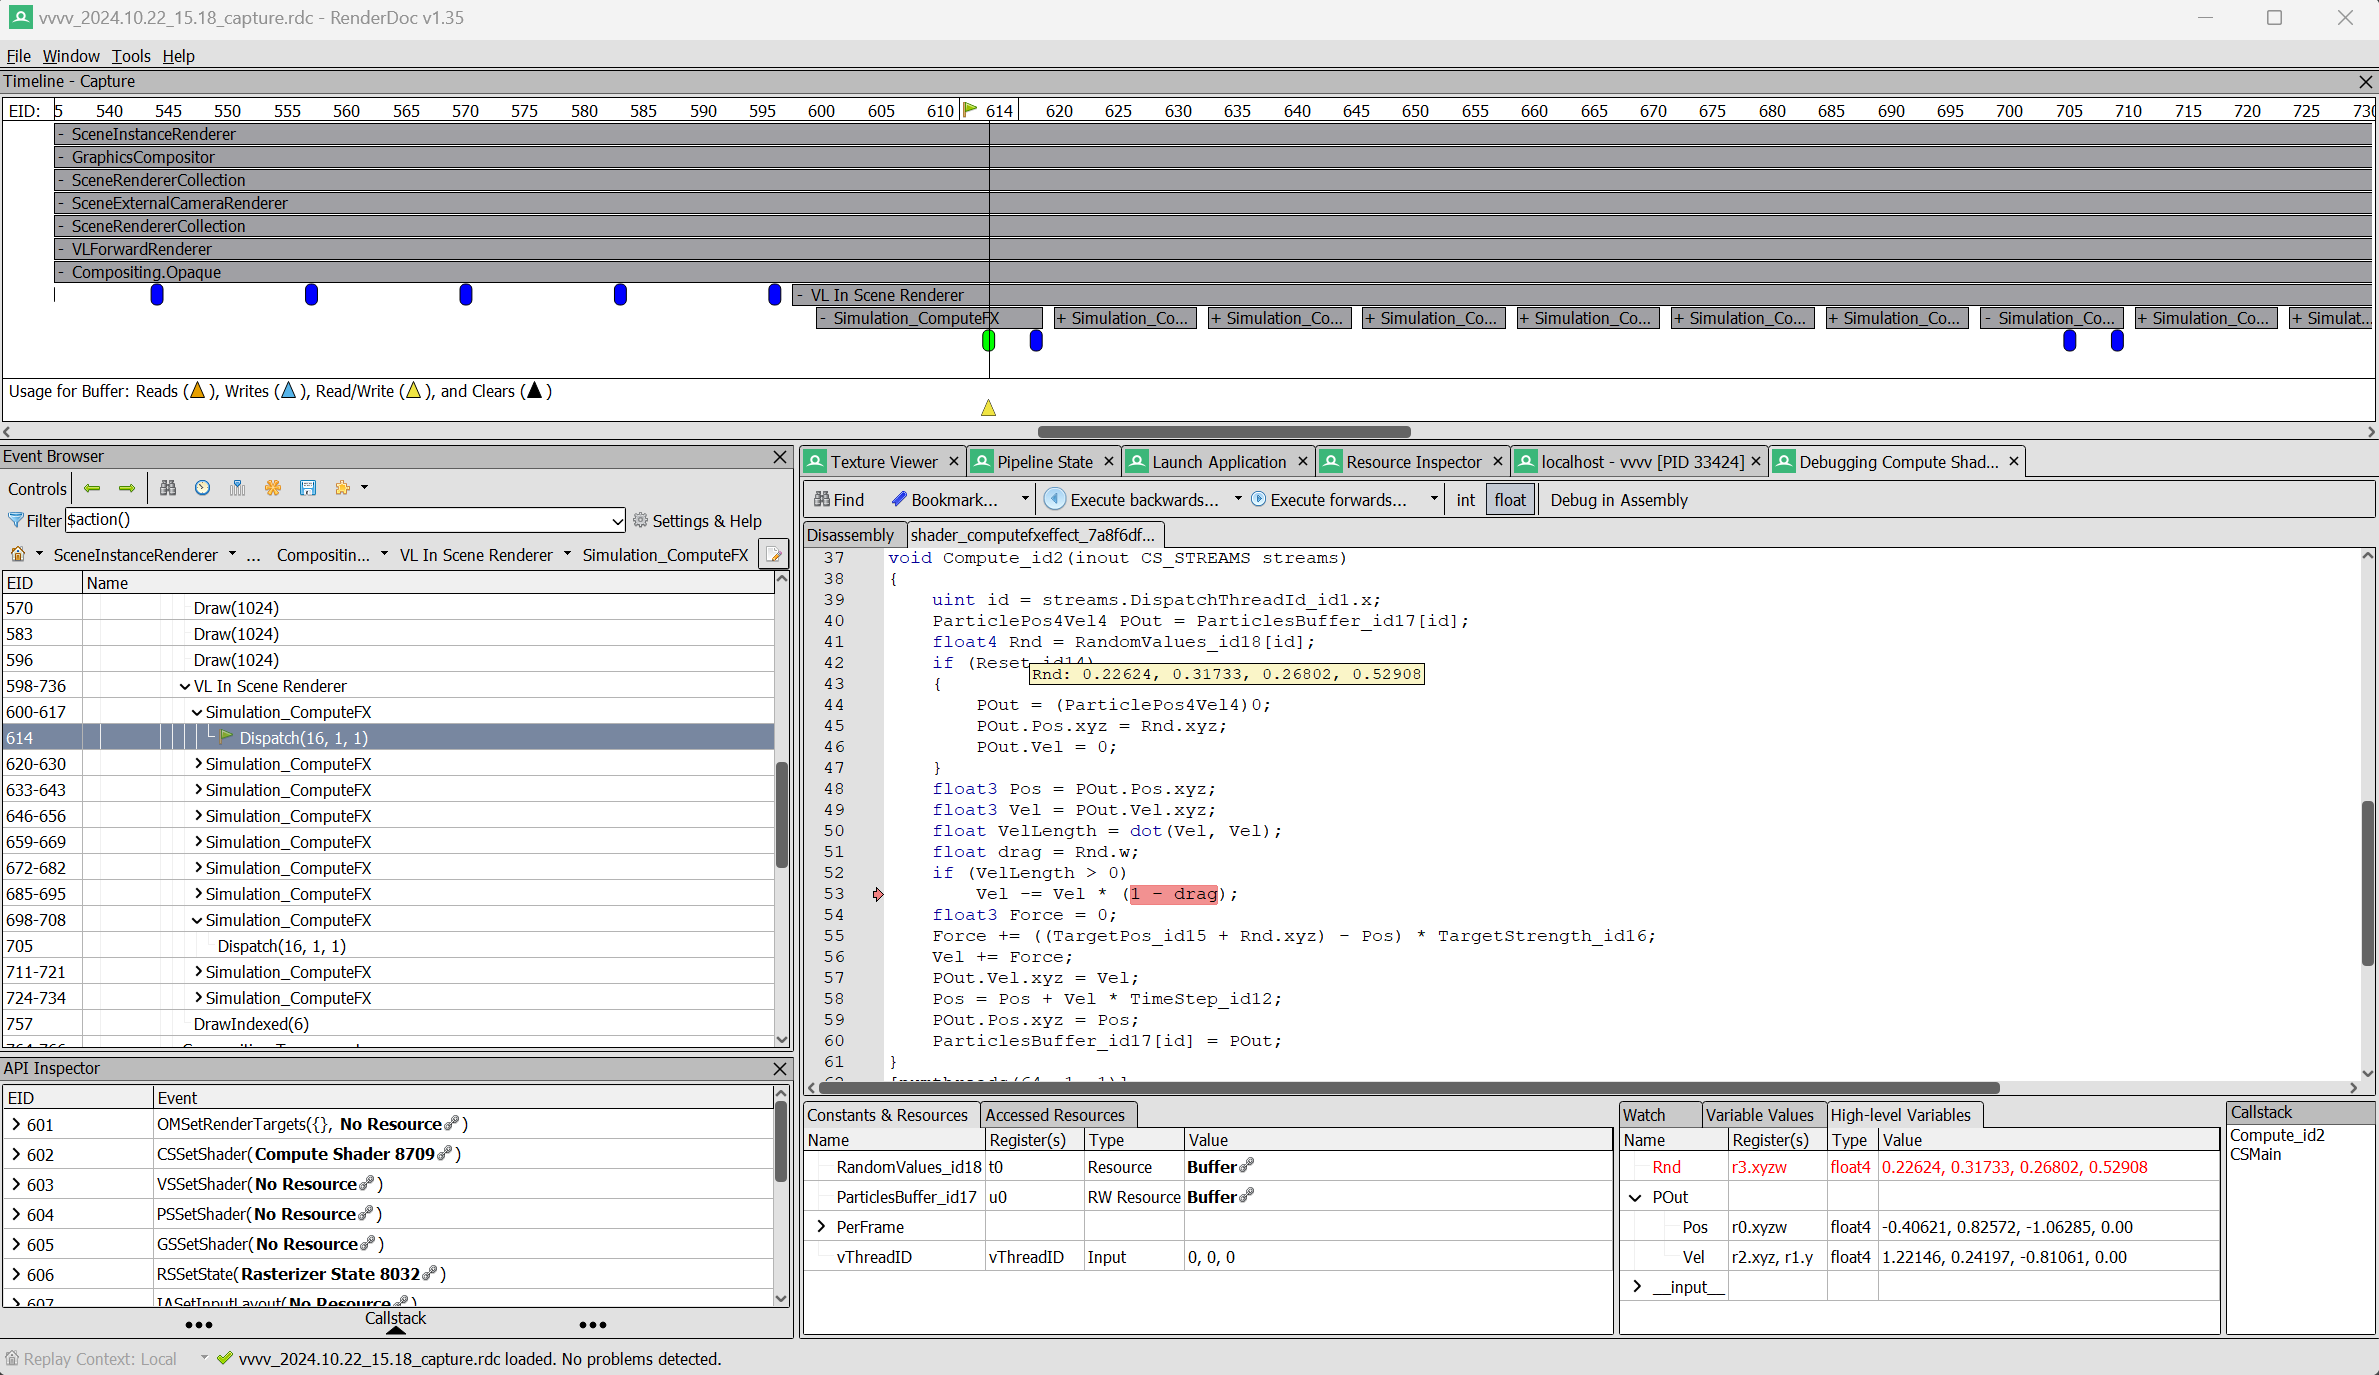 vvvv_2024.10.22_15.18_capture.rdc - RenderDoc v1.35
File Window Tools Help
Timeline - Capture
EID: 5 540 545 550 555 560 565 570 575 580 585 590 595 600 605 610 614 620 625 630 635 640 645 650 655 660 665 670 675 680 685 690 695 700 705 710 715 720 725 730
- SceneInstanceRenderer
- GraphicsCompositor
- SceneRendererCollection
- SceneExternalCameraRenderer
- SceneRendererCollection
- VLForwardRenderer
- Compositing.Opaque
- VL In Scene Renderer
- Simulation_ComputeFX + Simulation_Co... + Simulation_Co... + Simulation_Co... + Simulation_Co... + Simulation_Co... + Simulation_Co... - Simulation_Co... + Simulation_Co... + Simulat...
Usage for Buffer: Reads ( ), Writes ( ), Read/Write ( ), and Clears ( )
Event Browser
Controls
Filter $action() Settings & Help
SceneInstanceRenderer ... Compositin... VL In Scene Renderer Simulation_ComputeFX
EID Name
570 Draw(1024)
583 Draw(1024)
596 Draw(1024)
598-736 VL In Scene Renderer
600-617 Simulation_ComputeFX
614 Dispatch(16, 1, 1)
620-630 Simulation_ComputeFX
633-643 Simulation_ComputeFX
646-656 Simulation_ComputeFX
659-669 Simulation_ComputeFX
672-682 Simulation_ComputeFX
685-695 Simulation_ComputeFX
698-708 Simulation_ComputeFX
705 Dispatch(16, 1, 1)
711-721 Simulation_ComputeFX
724-734 Simulation_ComputeFX
757 DrawIndexed(6)
API Inspector
EID Event
601 OMSetRenderTargets({}, No Resource )
602 CSSetShader( Compute Shader 8709 )
603 VSSetShader( No Resource )
604 PSSetShader( No Resource )
605 GSSetShader( No Resource )
606 RSSetState( Rasterizer State 8032 )
607 IASetInputLayout( No Resource )
Callstack
Texture Viewer Pipeline State Launch Application Resource Inspector localhost - vvvv [PID 33424] Debugging Compute Shad...
Find Bookmark... Execute backwards... Execute forwards... int float Debug in Assembly
Disassembly shader_computefxeffect_7a8f6df...
37 void Compute_id2(inout CS_STREAMS streams)
38 {
39 uint id = streams.DispatchThreadId_id1.x;
40 ParticlePos4Vel4 POut = ParticlesBuffer_id17[id];
41 float4 Rnd = RandomValues_id18[id];
42 if (Reset_id14)
Rnd: 0.22624, 0.31733, 0.26802, 0.52908
43 {
44 POut = (ParticlePos4Vel4)0;
45 POut.Pos.xyz = Rnd.xyz;
46 POut.Vel = 0;
47 }
48 float3 Pos = POut.Pos.xyz;
49 float3 Vel = POut.Vel.xyz;
50 float VelLength = dot(Vel, Vel);
51 float drag = Rnd.w;
52 if (VelLength > 0)
53 Vel -= Vel * (1 - drag);
54 float3 Force = 0;
55 Force += ((TargetPos_id15 + Rnd.xyz) - Pos) * TargetStrength_id16;
56 Vel += Force;
57 POut.Vel.xyz = Vel;
58 Pos = Pos + Vel * TimeStep_id12;
59 POut.Pos.xyz = Pos;
60 ParticlesBuffer_id17[id] = POut;
61 }
Constants & Resources Accessed Resources
Name Register(s) Type Value
RandomValues_id18 t0 Resource Buffer
ParticlesBuffer_id17 u0 RW Resource Buffer
PerFrame
vThreadID vThreadID Input 0, 0, 0
Watch Variable Values High-level Variables
Name Register(s) Type Value
Rnd r3.xyzw float4 0.22624, 0.31733, 0.26802, 0.52908
POut
Pos r0.xyzw float4 -0.40621, 0.82572, -1.06285, 0.00
Vel r2.xyz, r1.y float4 1.22146, 0.24197, -0.81061, 0.00
__input__
Callstack
Compute_id2
CSMain
Replay Context: Local vvvv_2024.10.22_15.18_capture.rdc loaded. No problems detected.